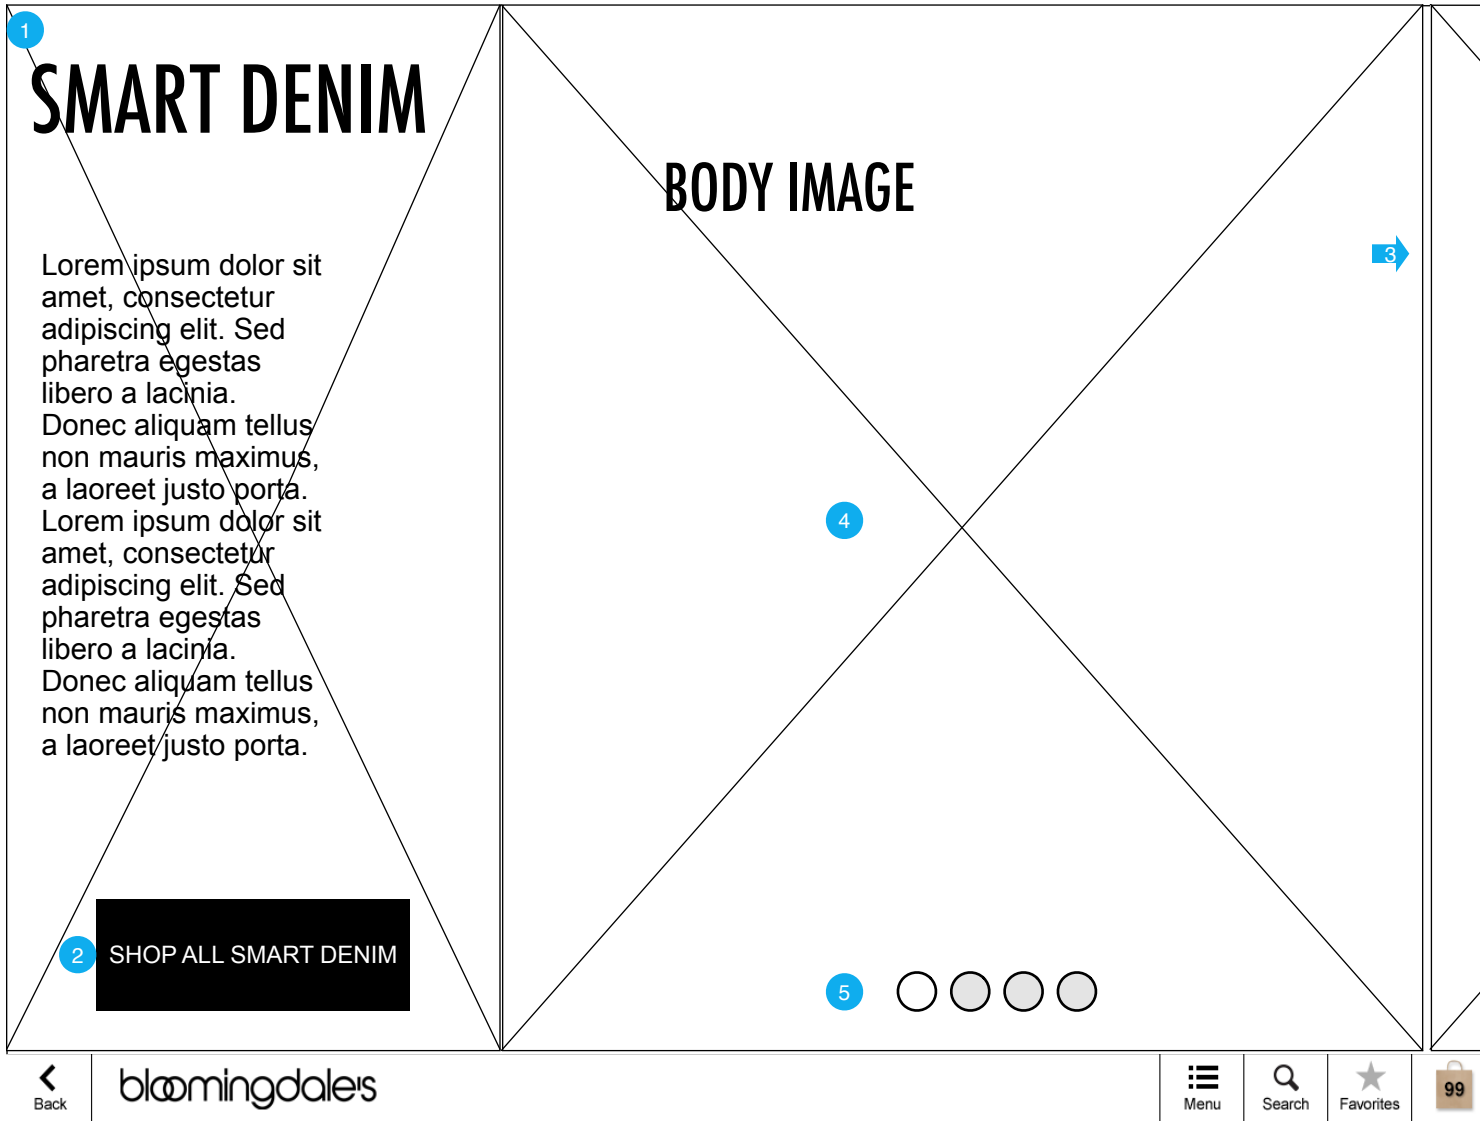 1
SMART DENIM
Lorem ipsum dolor sit
amet, consectetur
adipiscing elit. Sed
pharetra egestas
libero a lacinia.
Donec aliquam tellus
non mauris maximus,
a laoreet justo porta.
Lorem ipsum dolor sit
amet, consectetur
adipiscing elit. Sed
pharetra egestas
libero a lacinia.
Donec aliquam tellus
non mauris maximus,
a laoreet justo porta.
2
SHOP ALL SMART DENIM
BODY IMAGE
3
4
5
Back
bloomingdale's
Menu
Search
Favorites
99